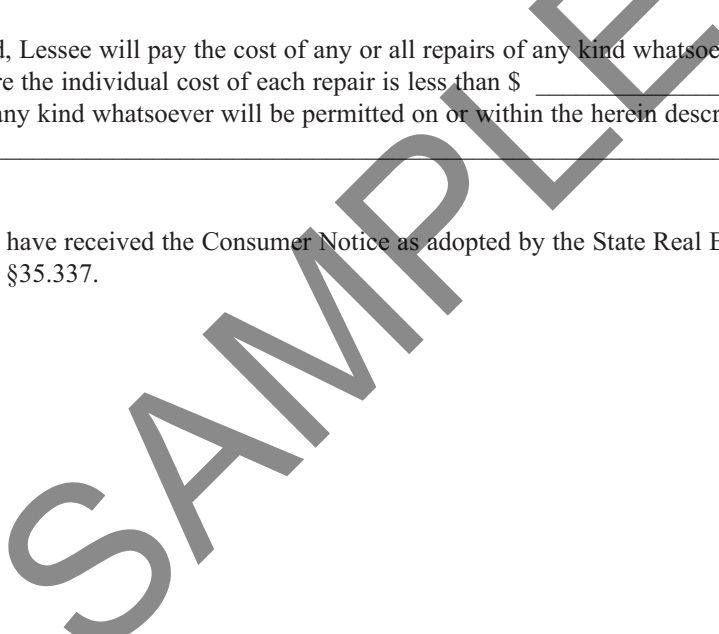 , Lessee will pay the cost of any or all repairs of any kind whatsoe
re the individual cost of each repair is less than $ ______________
any kind whatsoever will be permitted on or within the herein descr
have received the Consumer Notice as adopted by the State Real E
§35.337.
SAMPLE